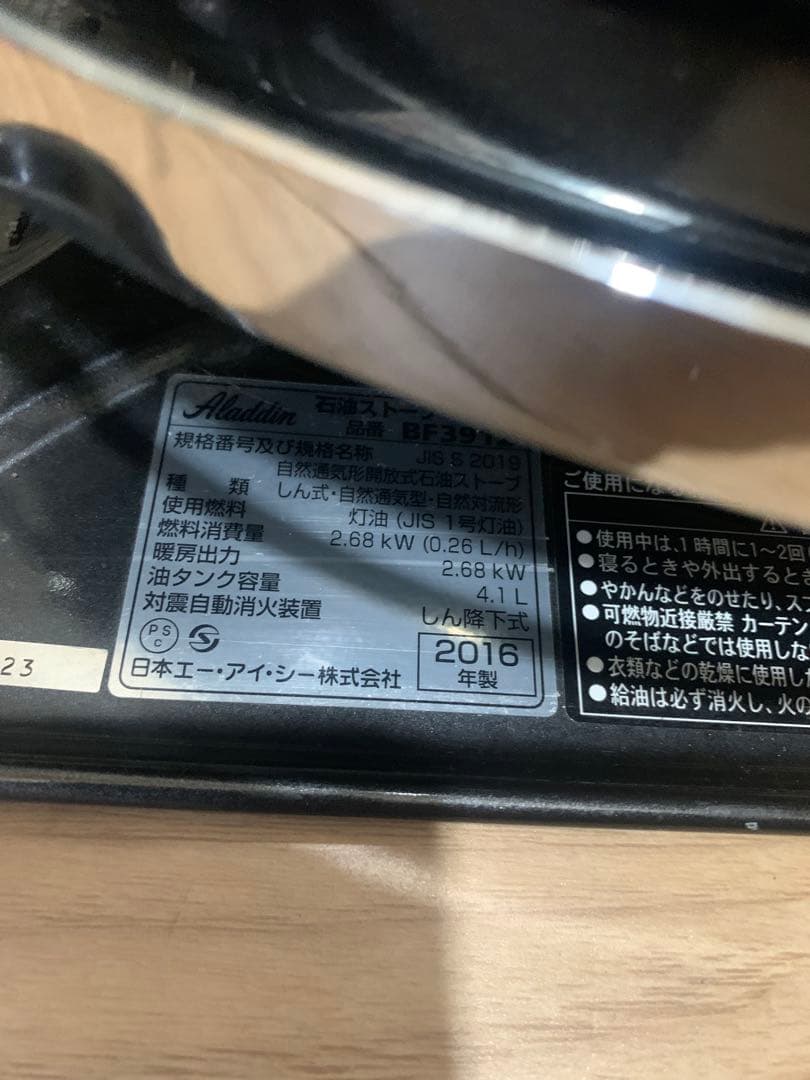 Aladdin 石油ストーブ
品番 BF391
規格番号及び規格名称 JIS S 2019
自然通気形開放式石油ストーブ
種類 しん式・自然通気型・自然対流形
使用燃料 灯油 (JIS 1号灯油)
燃料消費量 2.68 kW (0.26 L/h)
暖房出力 2.68 kW
油タンク容量 4.1 L
対震自動消火装置 しん降下式
PS
C
日本エー・アイ・シー株式会社
2016
年製
23
ご使用にな
●使用中は、1時間に1~2回
●寝るときや外出するとき
●やかんなどをのせたり、ス
●可燃物近接厳禁 カーテン
のそばなどでは使用しな
●衣類などの乾燥に使用し
●給油は必ず消火し、火の